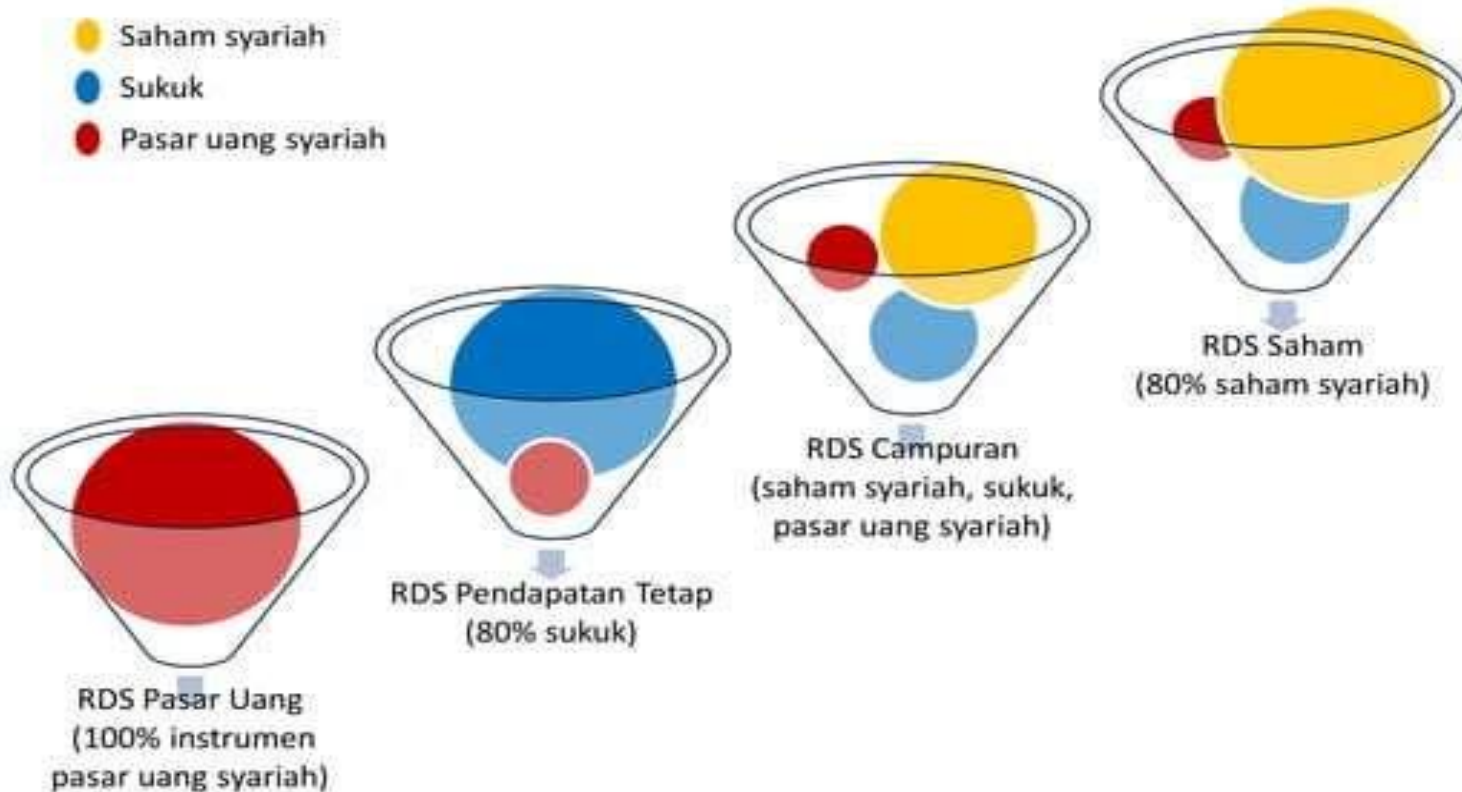 Saham syariah
Sukuk
Pasar uang syariah
RDS Pasar Uang
(100% instrumen
pasar uang syariah)
RDS Pendapatan Tetap
(80% sukuk)
RDS Campuran
(saham syariah, sukuk,
pasar uang syariah)
RDS Saham
(80% saham syariah)